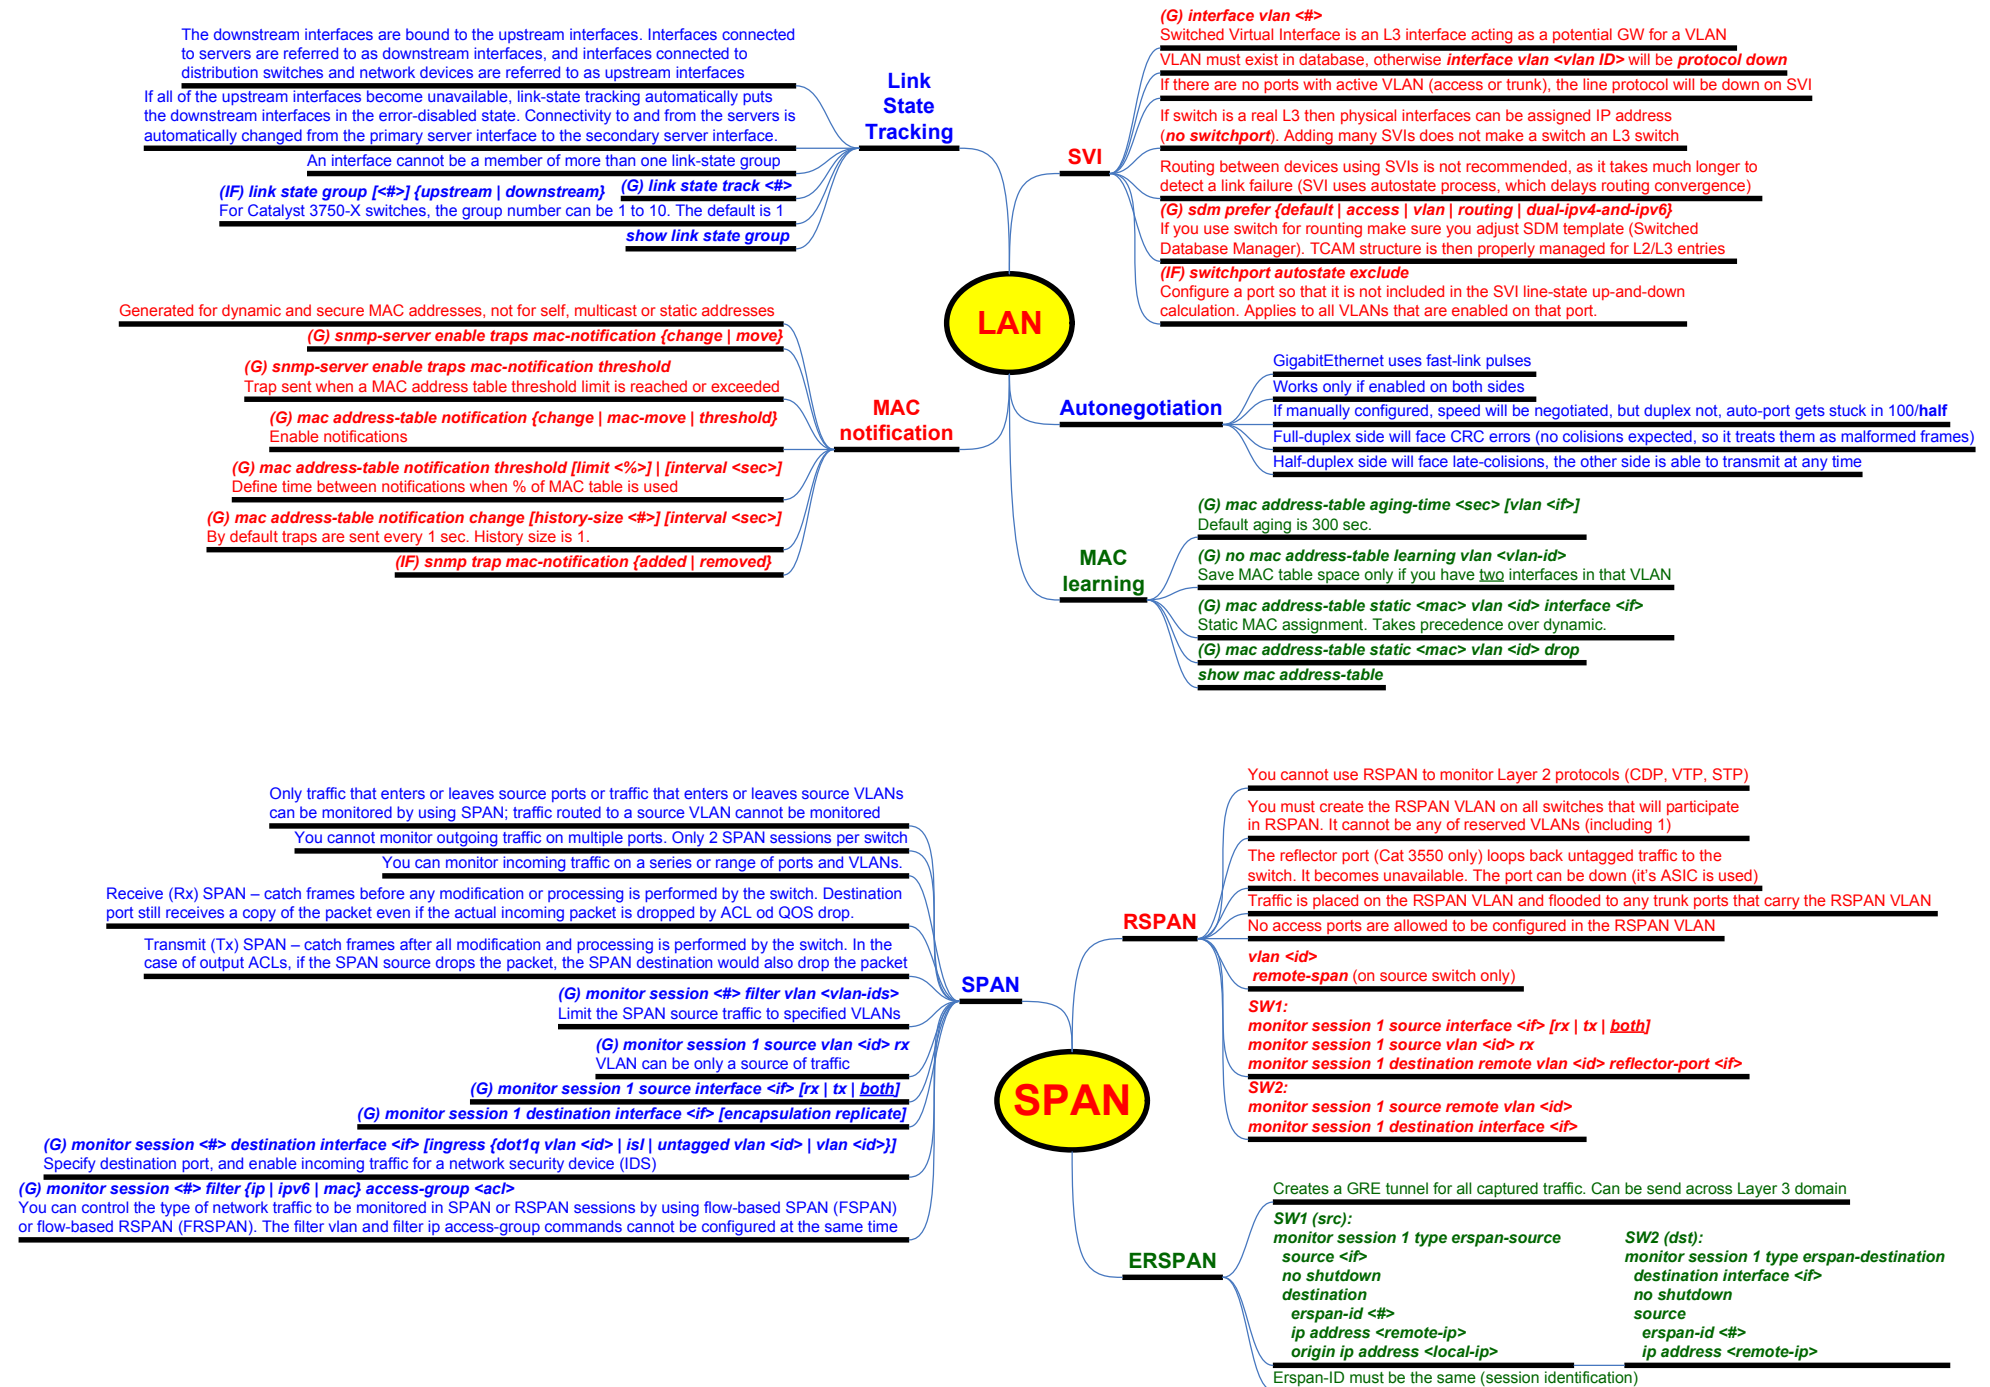 The downstream interfaces are bound to the upstream interfaces. Interfaces connected
to servers are referred to as downstream interfaces, and interfaces connected to
distribution switches and network devices are referred to as upstream interfaces
If all of the upstream interfaces become unavailable, link-state tracking automatically puts
the downstream interfaces in the error-disabled state. Connectivity to and from the servers is
automatically changed from the primary server interface to the secondary server interface.
An interface cannot be a member of more than one link-state group
(IF) link state group [<#>] {upstream | downstream}
(G) link state track <#>
For Catalyst 3750-X switches, the group number can be 1 to 10. The default is 1
show link state group
Link
State
Tracking
(G) interface vlan <#>
Switched Virtual Interface is an L3 interface acting as a potential GW for a VLAN
VLAN must exist in database, otherwise interface vlan <vlan ID> will be protocol down
If there are no ports with active VLAN (access or trunk), the line protocol will be down on SVI
If switch is a real L3 then physical interfaces can be assigned IP address
(no switchport). Adding many SVIs does not make a switch an L3 switch
SVI
Routing between devices using SVIs is not recommended, as it takes much longer to
detect a link failure (SVI uses autostate process, which delays routing convergence)
(G) sdm prefer {default | access | vlan | routing | dual-ipv4-and-ipv6}
If you use switch for rounting make sure you adjust SDM template (Switched
Database Manager). TCAM structure is then properly managed for L2/L3 entries
(IF) switchport autostate exclude
Configure a port so that it is not included in the SVI line-state up-and-down
calculation. Applies to all VLANs that are enabled on that port.
LAN
Generated for dynamic and secure MAC addresses, not for self, multicast or static addresses
(G) snmp-server enable traps mac-notification {change | move}
(G) snmp-server enable traps mac-notification threshold
Trap sent when a MAC address table threshold limit is reached or exceeded
(G) mac address-table notification {change | mac-move | threshold}
Enable notifications
(G) mac address-table notification threshold [limit <%>] | [interval <sec>]
Define time between notifications when % of MAC table is used
(G) mac address-table notification change [history-size <#>] [interval <sec>]
By default traps are sent every 1 sec. History size is 1.
(IF) snmp trap mac-notification {added | removed}
MAC
notification
Autonegotiation
GigabitEthernet uses fast-link pulses
Works only if enabled on both sides
If manually configured, speed will be negotiated, but duplex not, auto-port gets stuck in 100/half
Full-duplex side will face CRC errors (no colisions expected, so it treats them as malformed frames)
Half-duplex side will face late-colisions, the other side is able to transmit at any time
MAC
learning
(G) mac address-table aging-time <sec> [vlan <if>]
Default aging is 300 sec.
(G) no mac address-table learning vlan <vlan-id>
Save MAC table space only if you have two interfaces in that VLAN
(G) mac address-table static <mac> vlan <id> interface <if>
Static MAC assignment. Takes precedence over dynamic.
(G) mac address-table static <mac> vlan <id> drop
show mac address-table
Only traffic that enters or leaves source ports or traffic that enters or leaves source VLANs
can be monitored by using SPAN; traffic routed to a source VLAN cannot be monitored
You cannot monitor outgoing traffic on multiple ports. Only 2 SPAN sessions per switch
You can monitor incoming traffic on a series or range of ports and VLANs.
Receive (Rx) SPAN – catch frames before any modification or processing is performed by the switch. Destination
port still receives a copy of the packet even if the actual incoming packet is dropped by ACL od QOS drop.
Transmit (Tx) SPAN – catch frames after all modification and processing is performed by the switch. In the
case of output ACLs, if the SPAN source drops the packet, the SPAN destination would also drop the packet
(G) monitor session <#> filter vlan <vlan-ids>
Limit the SPAN source traffic to specified VLANs
(G) monitor session 1 source vlan <id> rx
VLAN can be only a source of traffic
(G) monitor session 1 source interface <if> [rx | tx | both]
(G) monitor session 1 destination interface <if> [encapsulation replicate]
(G) monitor session <#> destination interface <if> [ingress {dot1q vlan <id> | isl | untagged vlan <id> | vlan <id>}]
Specify destination port, and enable incoming traffic for a network security device (IDS)
(G) monitor session <#> filter {ip | ipv6 | mac} access-group <acl>
You can control the type of network traffic to be monitored in SPAN or RSPAN sessions by using flow-based SPAN (FSPAN)
or flow-based RSPAN (FRSPAN). The filter vlan and filter ip access-group commands cannot be configured at the same time
SPAN
SPAN
RSPAN
You cannot use RSPAN to monitor Layer 2 protocols (CDP, VTP, STP)
You must create the RSPAN VLAN on all switches that will participate
in RSPAN. It cannot be any of reserved VLANs (including 1)
The reflector port (Cat 3550 only) loops back untagged traffic to the
switch. It becomes unavailable. The port can be down (it's ASIC is used)
Traffic is placed on the RSPAN VLAN and flooded to any trunk ports that carry the RSPAN VLAN
No access ports are allowed to be configured in the RSPAN VLAN
vlan <id>
remote-span (on source switch only)
SW1:
monitor session 1 source interface <if> [rx | tx | both]
monitor session 1 source vlan <id> rx
monitor session 1 destination remote vlan <id> reflector-port <if>
SW2:
monitor session 1 source remote vlan <id>
monitor session 1 destination interface <if>
ERSPAN
Creates a GRE tunnel for all captured traffic. Can be send across Layer 3 domain
SW1 (src):
monitor session 1 type erspan-source
source <if>
no shutdown
destination
erspan-id <#>
ip address <remote-ip>
origin ip address <local-ip>
SW2 (dst):
monitor session 1 type erspan-destination
destination interface <if>
no shutdown
source
erspan-id <#>
ip address <remote-ip>
Erspan-ID must be the same (session identification)